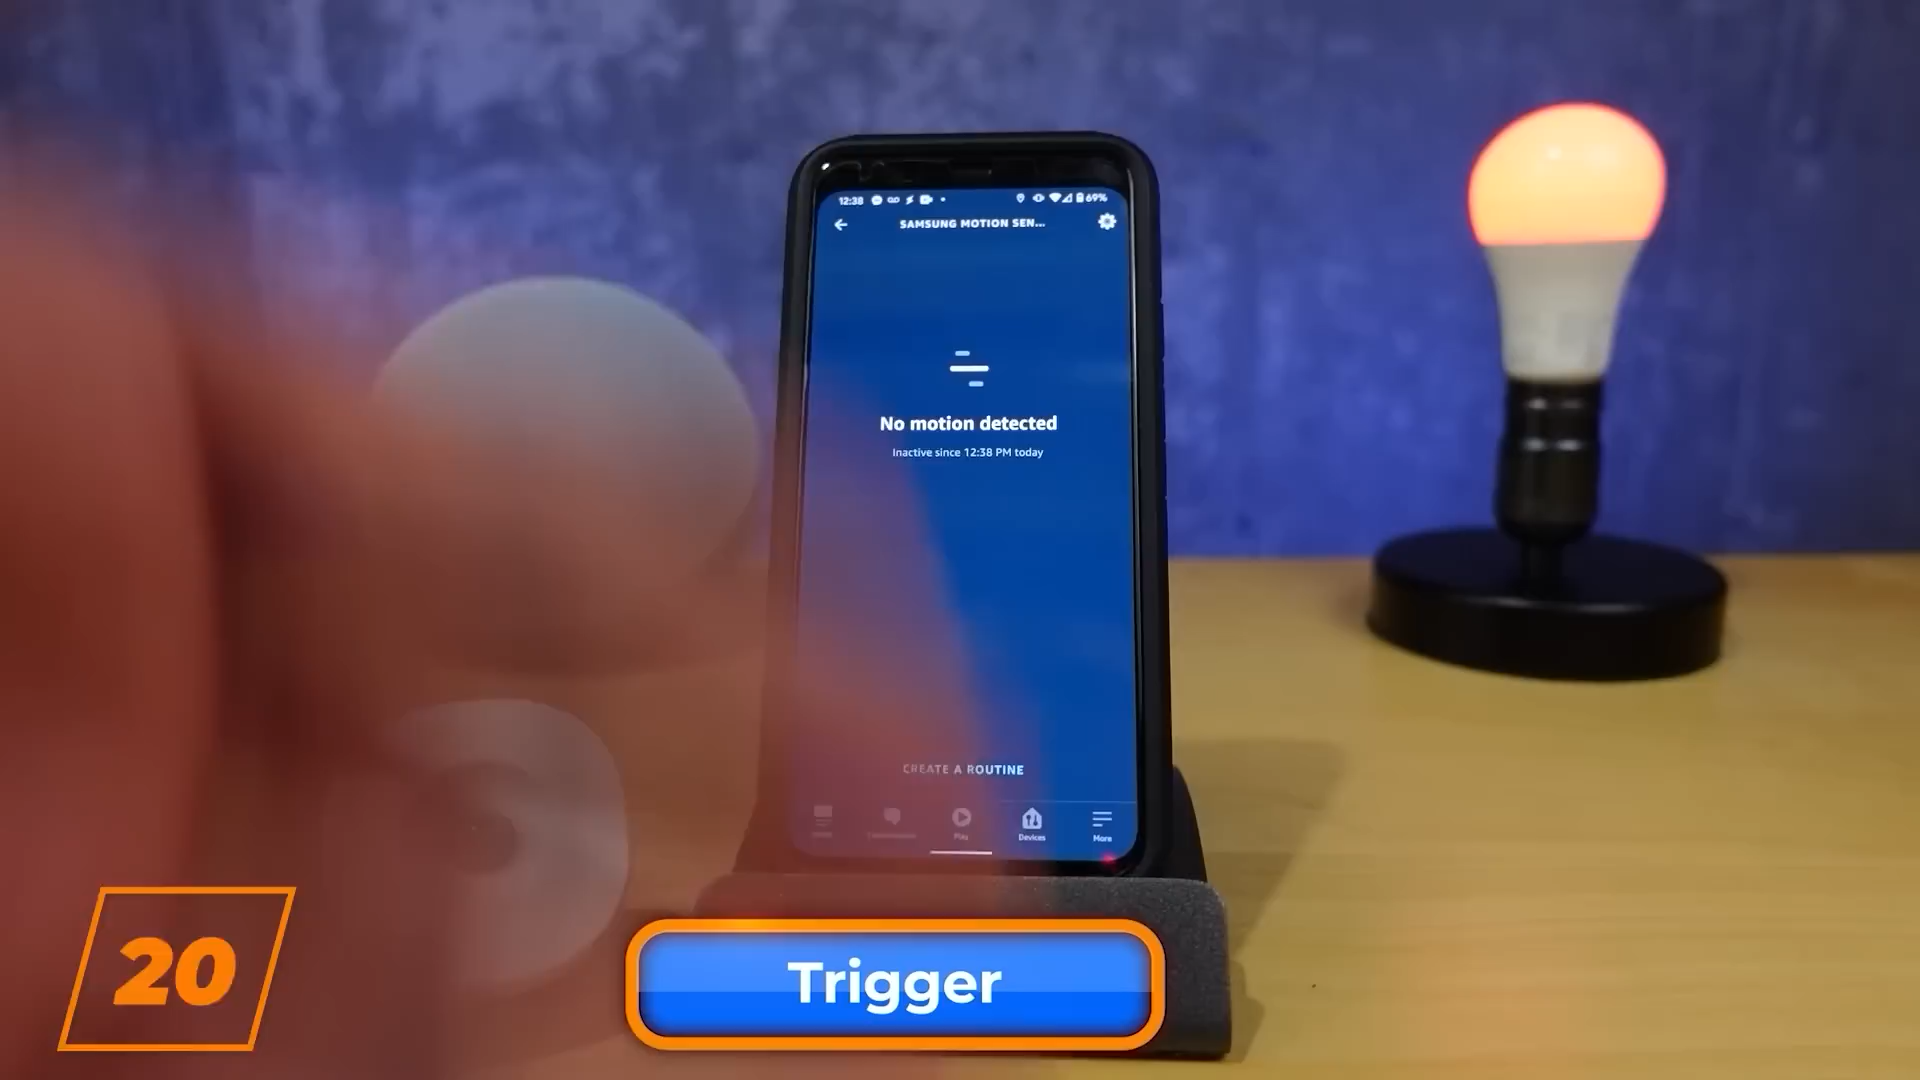 12:38
69%
SAMSUNG MOTION SEN...
No motion detected
Inactive since 12:38 PM today
CREATE A ROUTINE
Play
Devices
More
20
Trigger